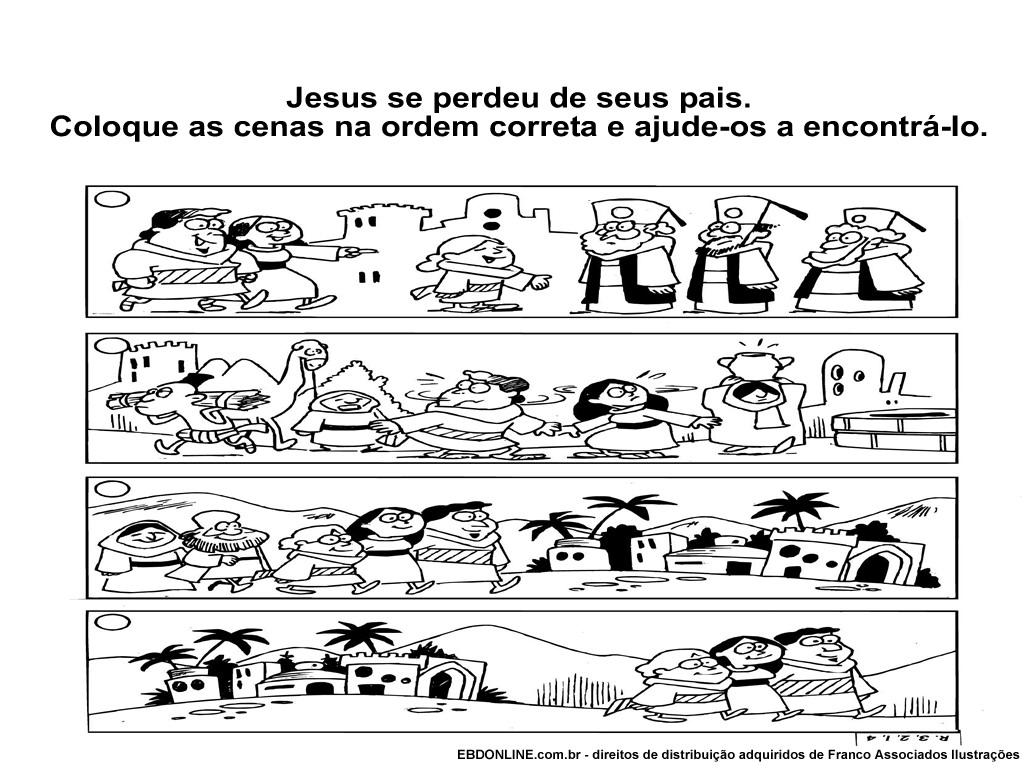 Jesus se perdeu de seus pais.
Coloque as cenas na ordem correta e ajude-os a encontrá-lo.
R. 3. 2. 1. 4
EBDONLINE.com.br - direitos de distribuição adquiridos de Franco Associados Ilustrações